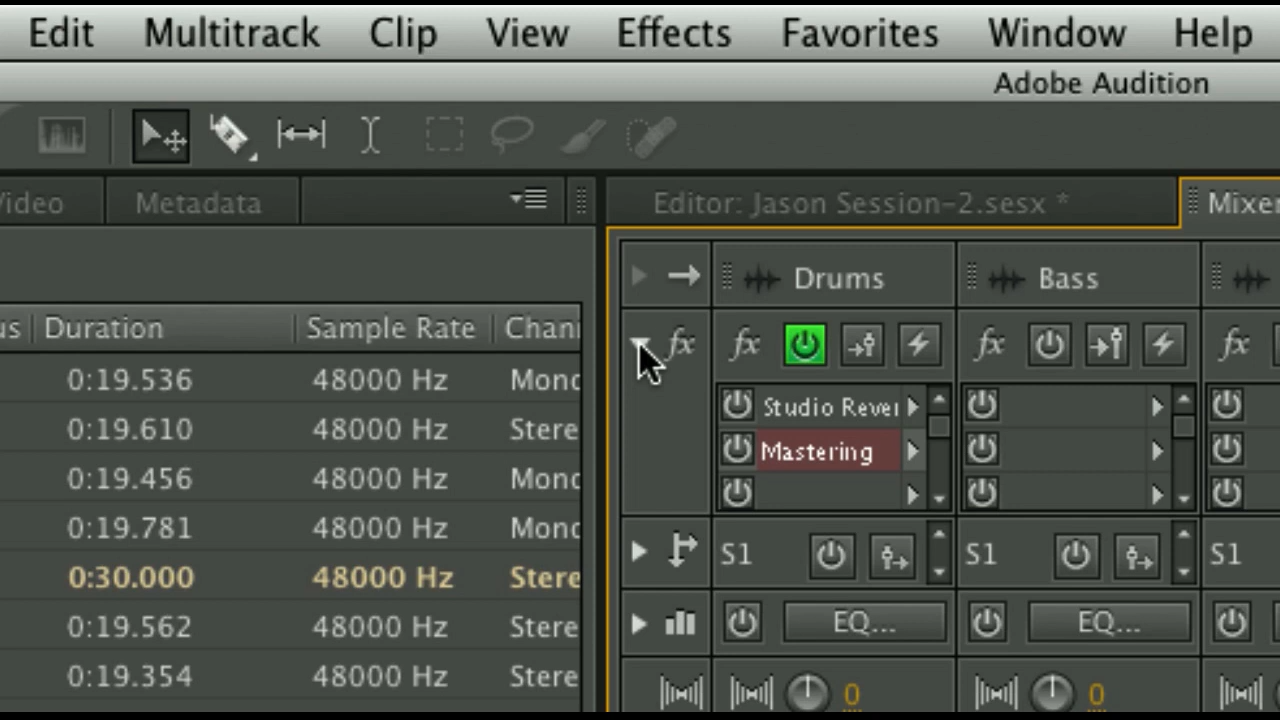 Edit Multitrack Clip View Effects Favorites Window Help
Adobe Audition
Video Metadata Editor: Jason Session-2.sesx * Mixer
Drums Bass
us Duration Sample Rate Chann
fx fx fx fx
0:19.536 48000 Hz Mono
Studio Rever
0:19.610 48000 Hz Stere
Mastering
0:19.456 48000 Hz Mono
0:19.781 48000 Hz Mono
S1 S1 S1
0:30.000 48000 Hz Stere
0:19.562 48000 Hz Stere
EQ... EQ...
0:19.354 48000 Hz Stere
0 0